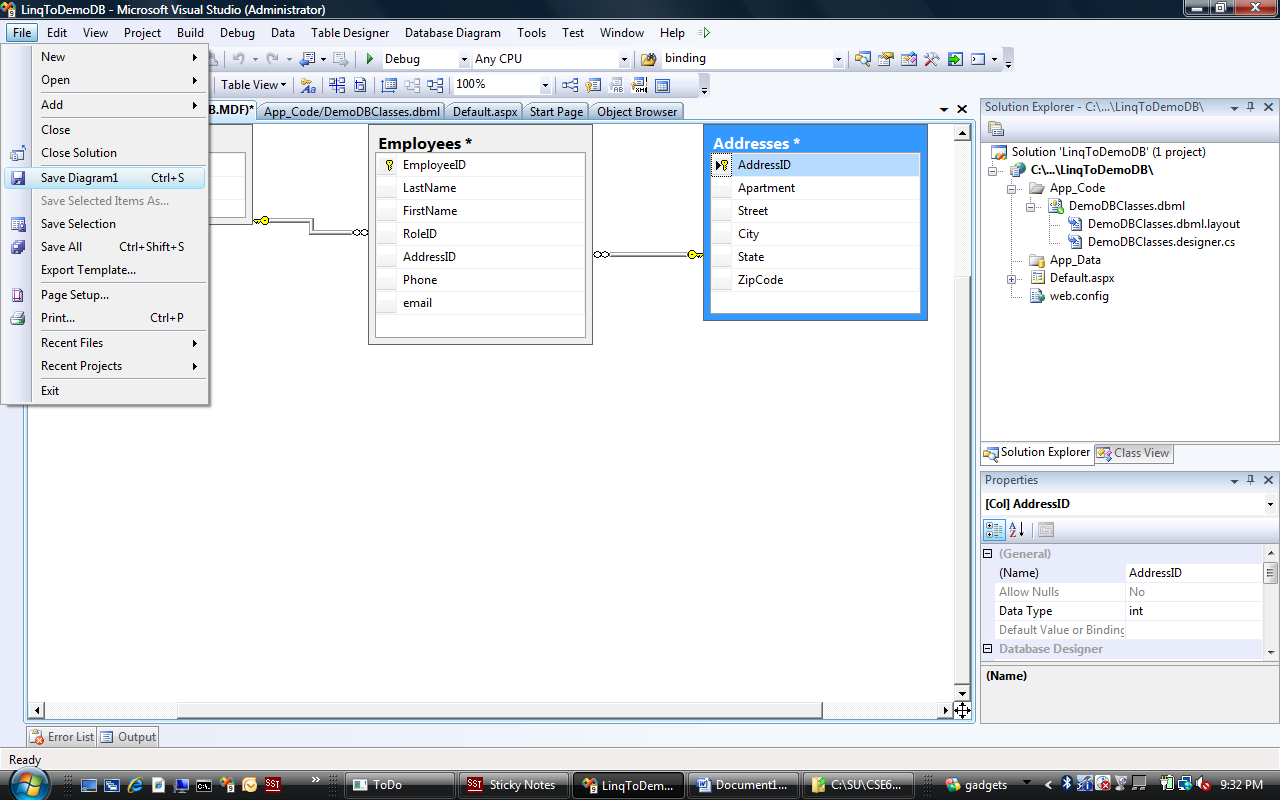 LinqToDemoDB - Microsoft Visual Studio (Administrator)
File Edit View Project Build Debug Data Table Designer Database Diagram Tools Test Window Help
Debug Any CPU binding
Table View 100%
B.MDF)* App_Code/DemoDBClasses.dbml Default.aspx Start Page Object Browser
New
Open
Add
Close
Close Solution
Save Diagram1 Ctrl+S
Save Selected Items As...
Save Selection
Save All Ctrl+Shift+S
Export Template...
Page Setup...
Print... Ctrl+P
Recent Files
Recent Projects
Exit
Employees *
EmployeeID
LastName
FirstName
RoleID
AddressID
Phone
email
Addresses *
AddressID
Apartment
Street
City
State
ZipCode
Solution Explorer - C:\...\LinqToDemoDB\
Solution 'LinqToDemoDB' (1 project)
C:\...\LinqToDemoDB\
App_Code
DemoDBClasses.dbml
DemoDBClasses.dbml.layout
DemoDBClasses.designer.cs
App_Data
Default.aspx
web.config
Solution Explorer Class View
Properties
[Col] AddressID
(General)
(Name) AddressID
Allow Nulls No
Data Type int
Default Value or Binding
Database Designer
(Name)
Error List Output
Ready
ToDo SST Sticky Notes LinqToDem... Document1... C:\SU\CSE6... gadgets 9:32 PM